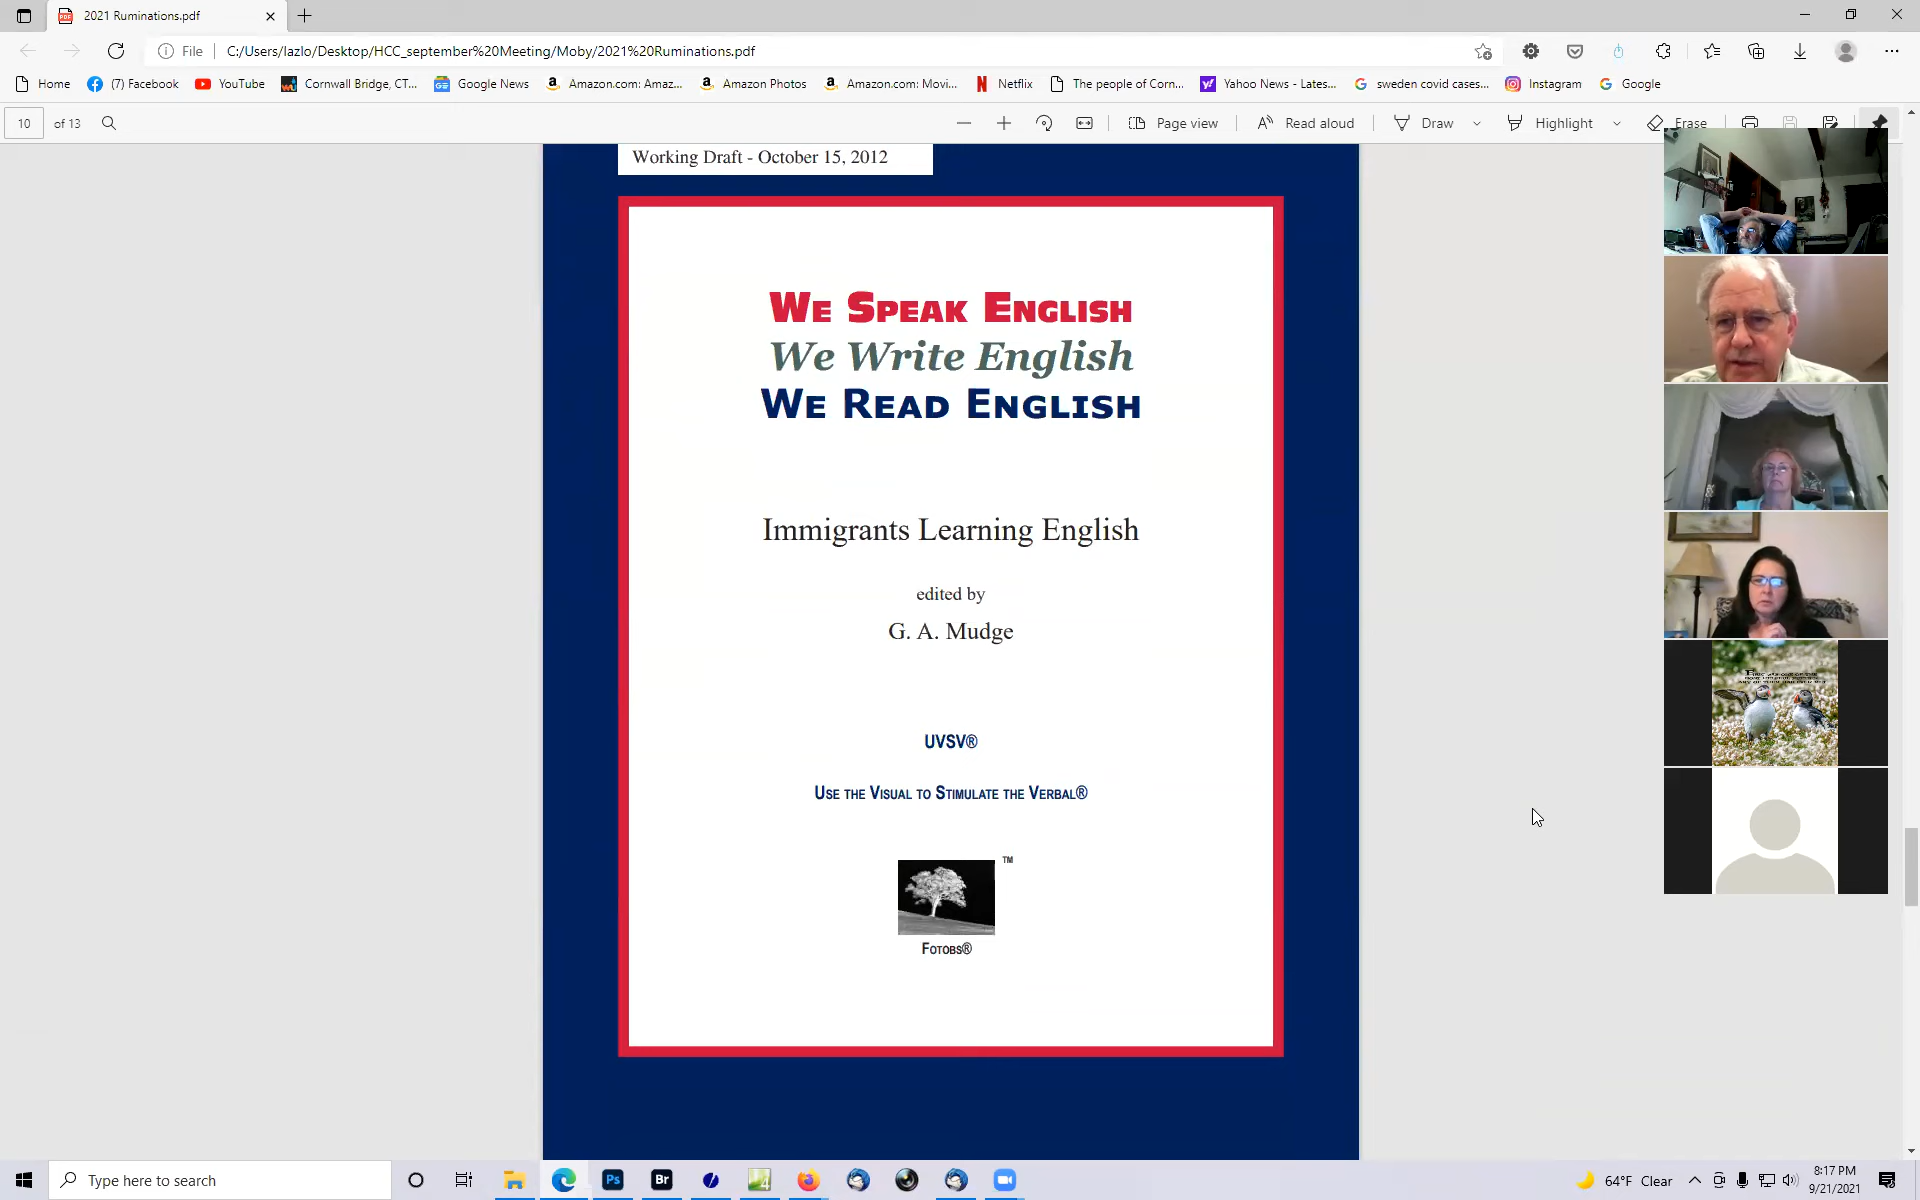 2021 Ruminations.pdf
File
C:/Users/lazlo/Desktop/HCC_september%20Meeting/Moby/2021%20Ruminations.pdf
Home
(7) Facebook
YouTube
Cornwall Bridge, CT...
Google News
Amazon.com: Amaz...
Amazon Photos
Amazon.com: Movi...
Netflix
The people of Corn...
Yahoo News - Lates...
sweden covid cases...
Instagram
Google
10 of 13
Page view
Read aloud
Draw
Highlight
Erase
Working Draft - October 15, 2012
WE SPEAK ENGLISH
We Write English
WE READ ENGLISH
Immigrants Learning English
edited by
G. A. Mudge
UVSV®
USE THE VISUAL TO STIMULATE THE VERBAL®
TM
FOTOBS®
Type here to search
Ps
Br
64°F Clear
8:17 PM
9/21/2021